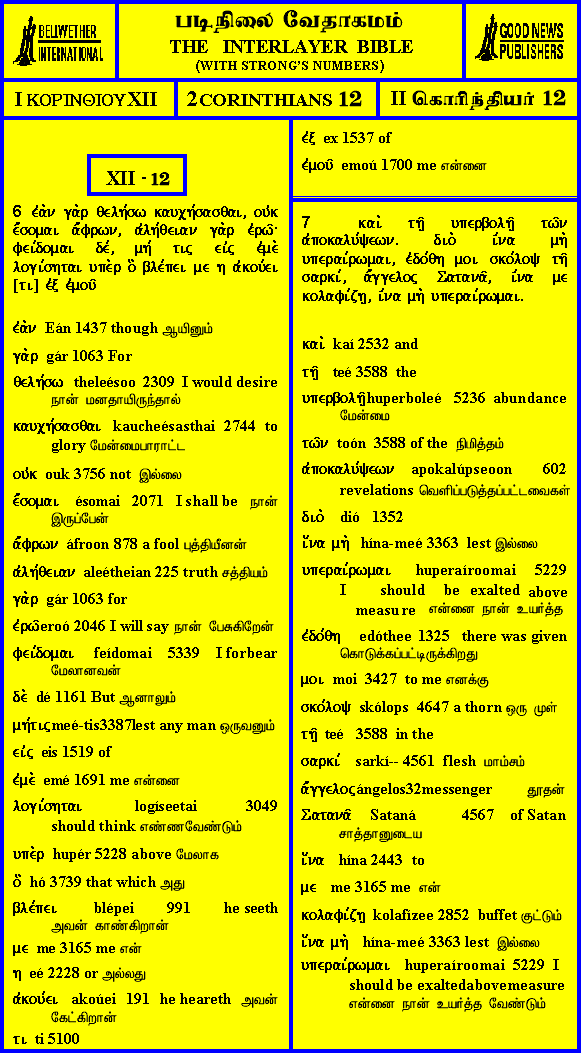 BELLWETHER
INTERNATIONAL
படிநிலை வேதாகமம்
THE INTERLAYER BIBLE
(WITH STRONG'S NUMBERS)
GOOD NEWS
PUBLISHERS
I ΚΟΡΙΝΘΙΟΥ XII
2 CORINTHIANS 12
II கொரிந்தியர் 12
XII - 12
6 ἐὰν γὰρ θελήσω καυχήσασθαι, οὐκ
ἔσομαι ἄφρων, ἀλήθειαν γὰρ ἐρῶ·
φείδομαι δέ, μή τις εἰς ἐμὲ
λογίσηται υπὲρ ὃ βλέπει με η ἀκούει
[τι] ἐξ ἐμοῦ
ἐὰν Eán 1437 though ஆயினும்
γὰρ gár 1063 For
θελήσω theleésoo 2309 I would desire
நான் மனதாயிருந்தால்
καυχήσασθαι kaucheésasthai 2744 to
glory மேன்மைபாராட்ட
οὐκ ouk 3756 not இல்லை
ἔσομαι ésomai 2071 I shall be நான்
இருப்பேன்
ἄφρων áfroon 878 a fool புத்தியீனன்
ἀλήθειαν aleétheian 225 truth சத்தியம்
γὰρ gár 1063 for
ἐρῶ eroó 2046 I will say நான் பேசுகிறேன்
φείδομαι feídomai 5339 I forbear
மேலானவன்
δὲ dé 1161 But ஆனாலும்
μήτις meé-tis3387lest any man ஒருவனும்
εἰς eis 1519 of
ἐμὲ emé 1691 me என்னை
λογίσηται logíseetai 3049
should think எண்ணவேண்டும்
υπὲρ hupér 5228 above மேலாக
ὃ hó 3739 that which அது
βλέπει blépei 991 he seeth
அவன் காண்கிறான்
με me 3165 me என்
η eé 2228 or அல்லது
ἀκούει akoúei 191 he heareth அவன்
கேட்கிறான்
τι ti 5100
ἐξ ex 1537 of
ἐμοῦ emoú 1700 me என்னை
7 καὶ τῇ υπερβολῇ τῶν
ἀποκαλύψεων. διὸ ἵνα μὴ
υπεραίρωμαι, ἐδόθη μοι σκόλοψ τῇ
σαρκί, ἄγγελος Σατανᾶ, ἵνα με
κολαφίζῃ, ἵνα μὴ υπεραίρωμαι.
καὶ kaí 2532 and
τῇ teé 3588 the
υπερβολῇ huperboleé 5236 abundance
மேன்மை
τῶν toón 3588 of the நிமித்தம்
ἀποκαλύψεων apokalúpseoon 602
revelations வெளிப்படுத்தப்பட்டவைகள்
διὸ dió 1352
ἵνα μὴ hína-meé 3363 lest இல்லை
υπεραίρωμαι huperaíroomai 5229
I should be exalted above
measure என்னை நான் உயர்த்த
ἐδόθη edóthee 1325 there was given
கொடுக்கப்பட்டிருக்கிறது
μοι moi 3427 to me எனக்கு
σκόλοψ skólops 4647 a thorn ஒரு முள்
τῇ teé 3588 in the
σαρκί sarkí-- 4561 flesh மாம்சம்
ἄγγελος ángelos32messenger தூதன்
Σατανᾶ Sataná 4567 of Satan
சாத்தானுடைய
ἵνα hína 2443 to
με me 3165 me என்
κολαφίζῃ kolafízee 2852 buffet குட்டும்
ἵνα μὴ hína-meé 3363 lest இல்லை
υπεραίρωμαι huperaíroomai 5229 I
should be exaltedabovemeasure
என்னை நான் உயர்த்த வேண்டும்